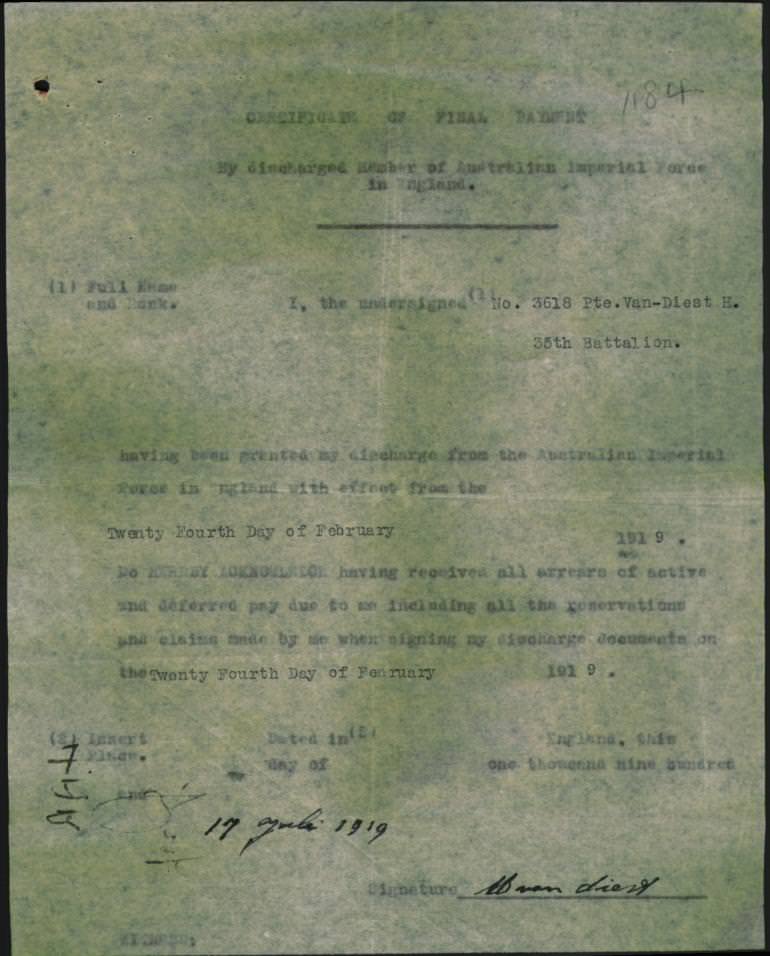 1184
CERTIFICATE OF FINAL PAYMENT
By discharged Member of Australian Imperial Force
in England.
(1) Full Name
and Rank.
I, the undersigned (1) No. 3618 Pte.Van-Diest H.
35th Battalion.
having been granted my discharge from the Australian Imperial
Force in England with effect from the
Twenty Fourth Day of February 1919.
Do HEREBY ACKNOWLEDGE having received all arrears of active
and deferred pay due to me including all the reservations
and claims made by me when signing my discharge documents on
the Twenty Fourth Day of February 1919.
(2) Insert
Place.
Dated in (2) England, this
day of one thousand nine hundred
and
17 Juli 1919
Signature van diest
WITNESS: